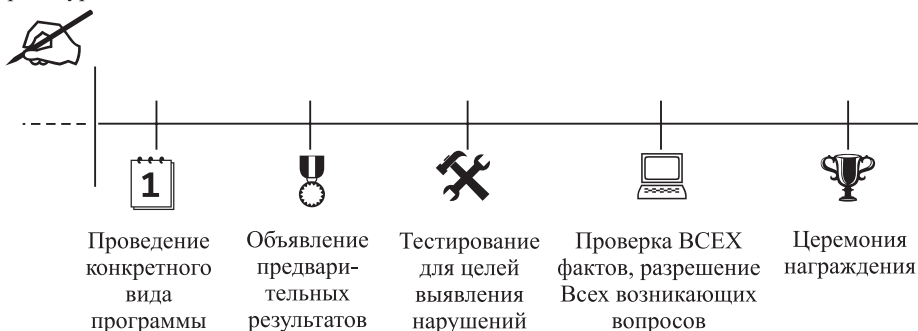 1
Проведение
конкретного
вида
программы
Объявление
предвари-
тельных
результатов
Тестирование
для целей
выявления
нарушений
Проверка ВСЕХ
фактов, разрешение
Всех возникающих
вопросов
Церемония
награждения